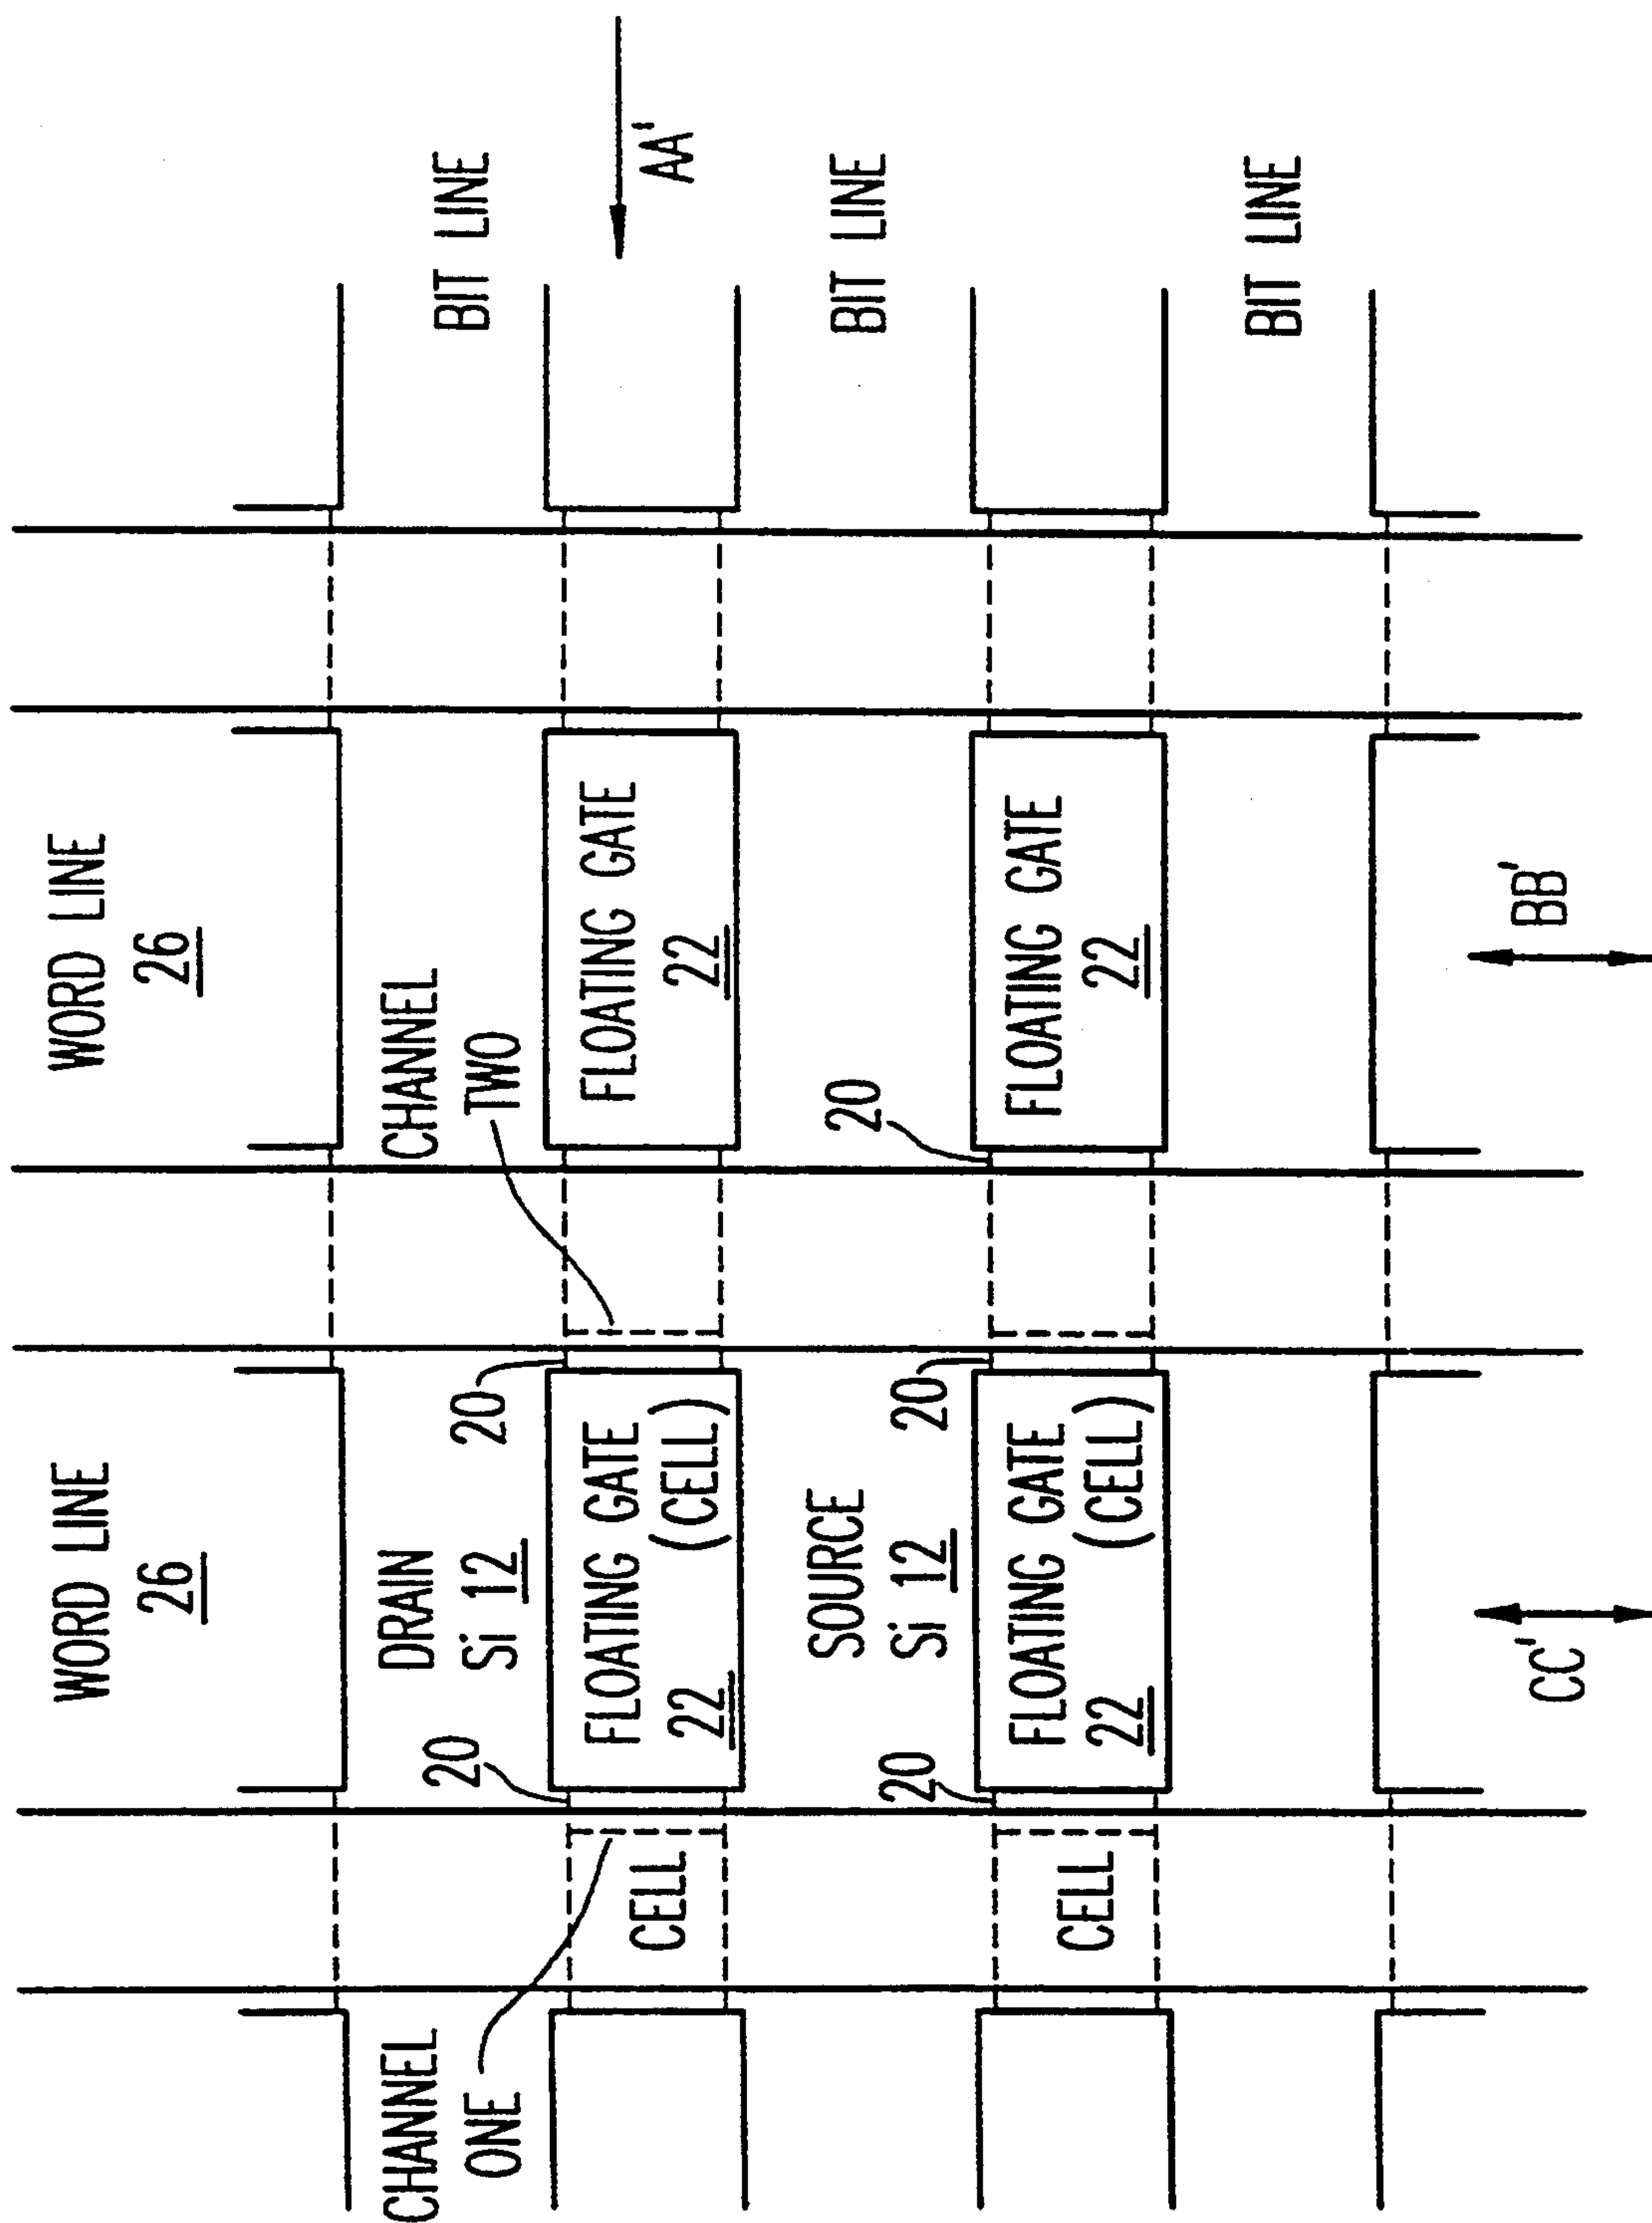 WORD LINE
26
WORD LINE
26
CHANNEL
ONE
DRAIN
Si 12
CHANNEL
TWO
BIT LINE
20
20
CELL
FLOATING GATE
22 (CELL)
FLOATING GATE
22
AA'
SOURCE
Si 12
BIT LINE
20
20
20
CELL
FLOATING GATE
22 (CELL)
FLOATING GATE
22
BIT LINE
CC'
BB'